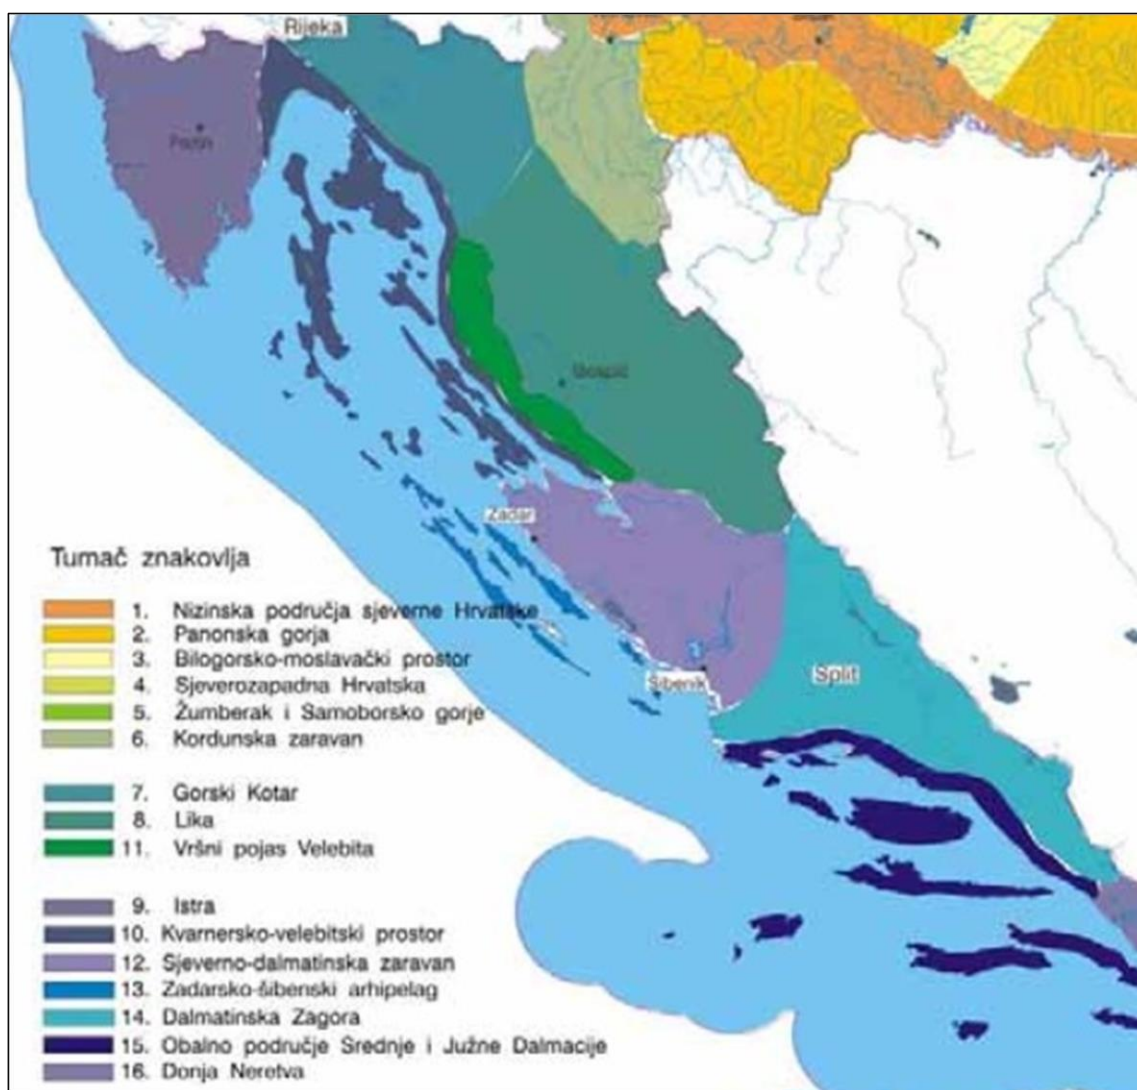 Rijeka
Gospić
Zadar
Šibenik
Split
Tumač znakovlja
1. Nizinska područja sjeverne Hrvatske
2. Panonska gorja
3. Bilogorsko-moslavački prostor
4. Sjeverozapadna Hrvatska
5. Žumberak i Samoborsko gorje
6. Kordunska zaravan
7. Gorski Kotar
8. Lika
11. Vršni pojas Velebita
9. Istra
10. Kvarnersko-velebitski prostor
12. Sjeverno-dalmatinska zaravan
13. Zadarsko-šibenski arhipelag
14. Dalmatinska Zagora
15. Obalno područje Srednje i Južne Dalmacije
16. Donja Neretva